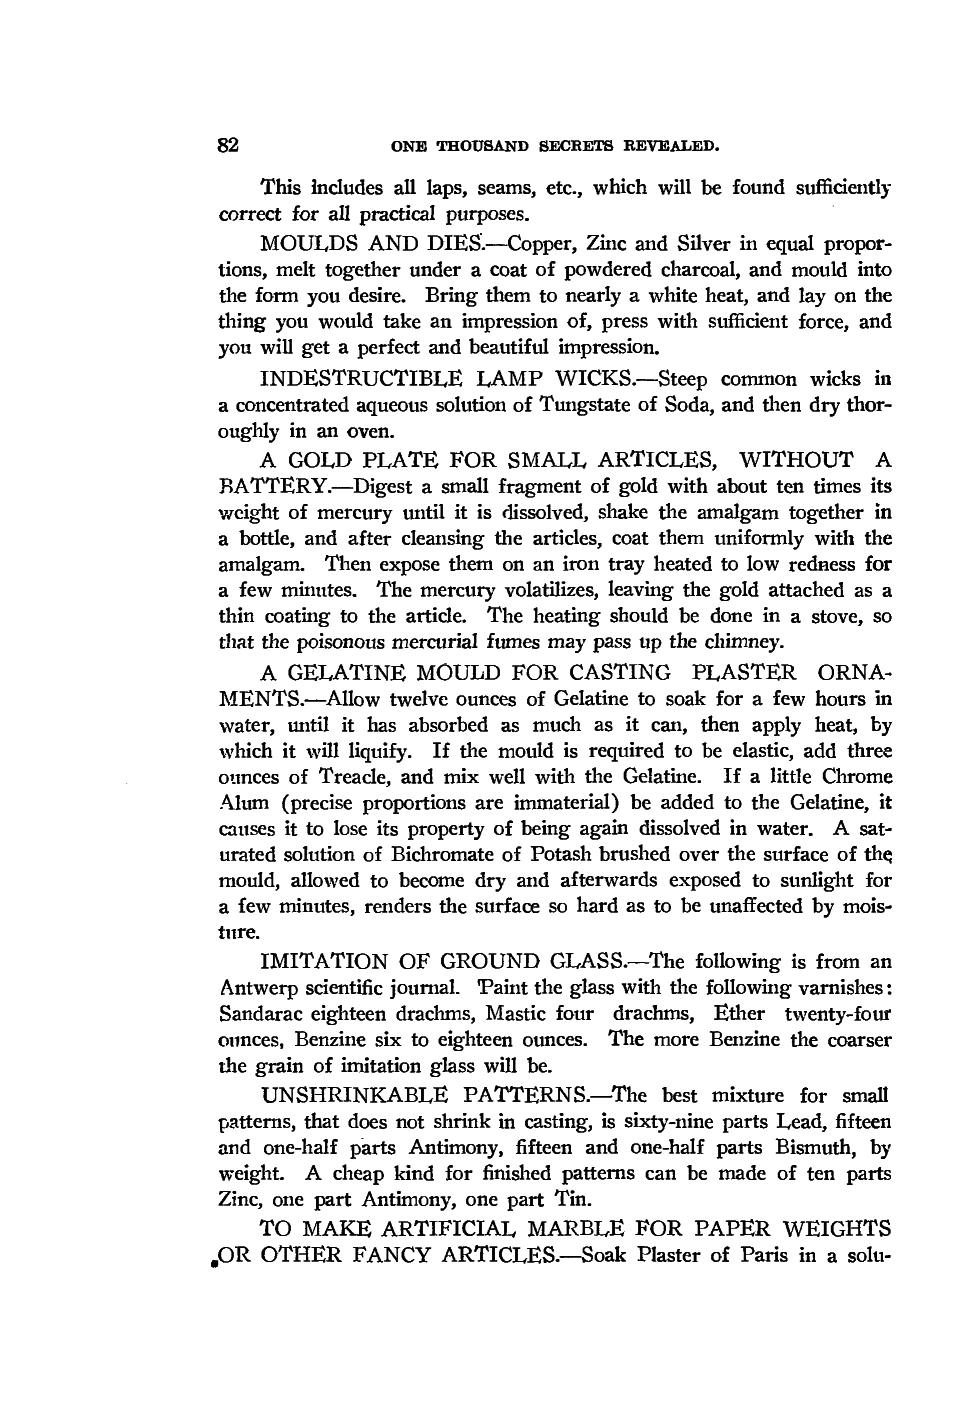 82 ONE THOUSAND SECRETS REVEALED.
This includes all laps, seams, etc., which will be found sufficiently
correct for all practical purposes.
MOULDS AND DIES.—Copper, Zinc and Silver in equal propor-
tions, melt together under a coat of powdered charcoal, and mould into
the form you desire. Bring them to nearly a white heat, and lay on the
thing you would take an impression of, press with sufficient force, and
you will get a perfect and beautiful impression.
INDESTRUCTIBLE LAMP WICKS.—Steep common wicks in
a concentrated aqueous solution of Tungstate of Soda, and then dry thor-
oughly in an oven.
A GOLD PLATE FOR SMALL ARTICLES, WITHOUT A
BATTERY.—Digest a small fragment of gold with about ten times its
weight of mercury until it is dissolved, shake the amalgam together in
a bottle, and after cleansing the articles, coat them uniformly with the
amalgam. Then expose them on an iron tray heated to low redness for
a few minutes. The mercury volatilizes, leaving the gold attached as a
thin coating to the article. The heating should be done in a stove, so
that the poisonous mercurial fumes may pass up the chimney.
A GELATINE MOULD FOR CASTING PLASTER ORNA-
MENTS.—Allow twelve ounces of Gelatine to soak for a few hours in
water, until it has absorbed as much as it can, then apply heat, by
which it will liquify. If the mould is required to be elastic, add three
ounces of Treacle, and mix well with the Gelatine. If a little Chrome
Alum (precise proportions are immaterial) be added to the Gelatine, it
causes it to lose its property of being again dissolved in water. A sat-
urated solution of Bichromate of Potash brushed over the surface of the
mould, allowed to become dry and afterwards exposed to sunlight for
a few minutes, renders the surface so hard as to be unaffected by mois-
ture.
IMITATION OF GROUND GLASS.—The following is from an
Antwerp scientific journal. Paint the glass with the following varnishes:
Sandarac eighteen drachms, Mastic four drachms, Ether twenty-four
ounces, Benzine six to eighteen ounces. The more Benzine the coarser
the grain of imitation glass will be.
UNSHRINKABLE PATTERNS.—The best mixture for small
patterns, that does not shrink in casting, is sixty-nine parts Lead, fifteen
and one-half parts Antimony, fifteen and one-half parts Bismuth, by
weight. A cheap kind for finished patterns can be made of ten parts
Zinc, one part Antimony, one part Tin.
TO MAKE ARTIFICIAL MARBLE FOR PAPER WEIGHTS
OR OTHER FANCY ARTICLES.—Soak Plaster of Paris in a solu-